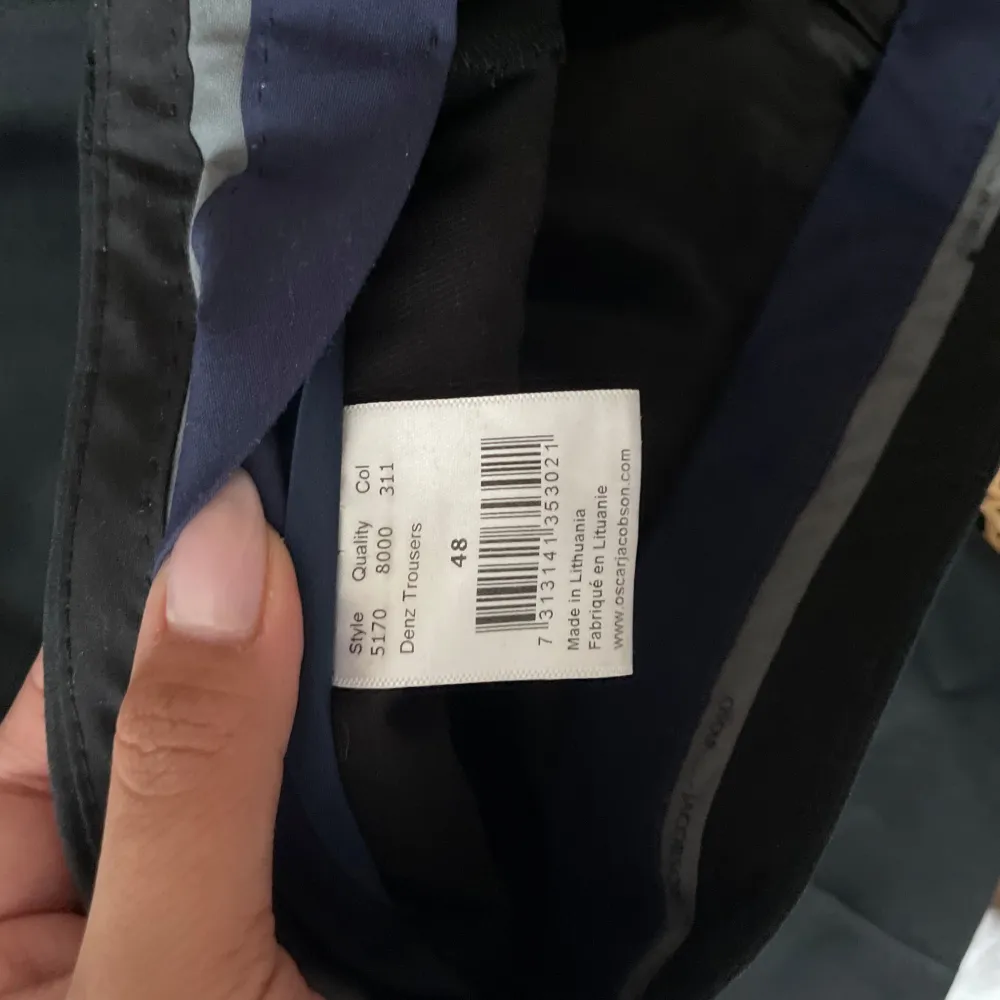 Style Quality Col
5170 8000 311
Denz Trousers
48
7 313141 353021
Made in Lithuania
Fabriqué en Lituanie
www.oscarjacobson.com